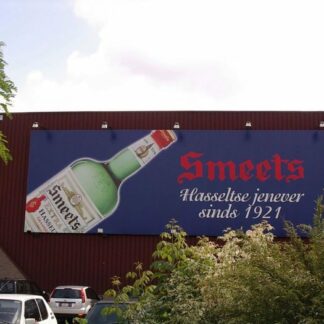 Smeets
Hasseltse jenever
sinds 1921
Smeets